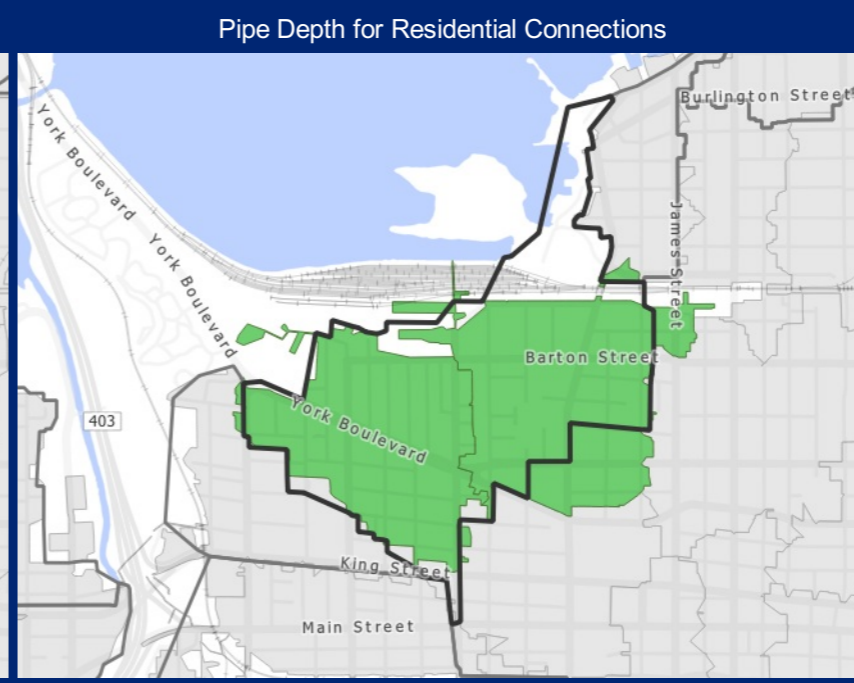 Pipe Depth for Residential Connections
Burlington Street
York Boulevard
York Boulevard
James Street
Barton Street
York Boulevard
403
King Street
Main Street